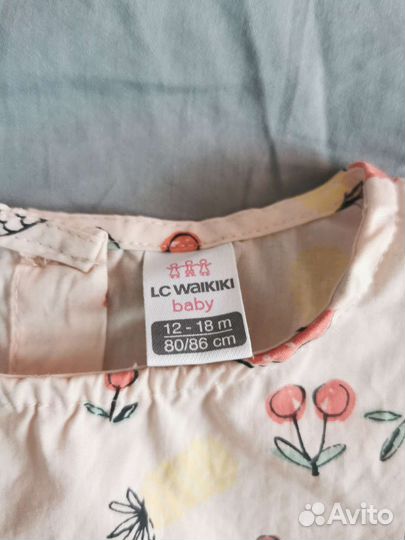 LC WAIKIKI
baby
12 - 18 m
80/86 cm
Avito